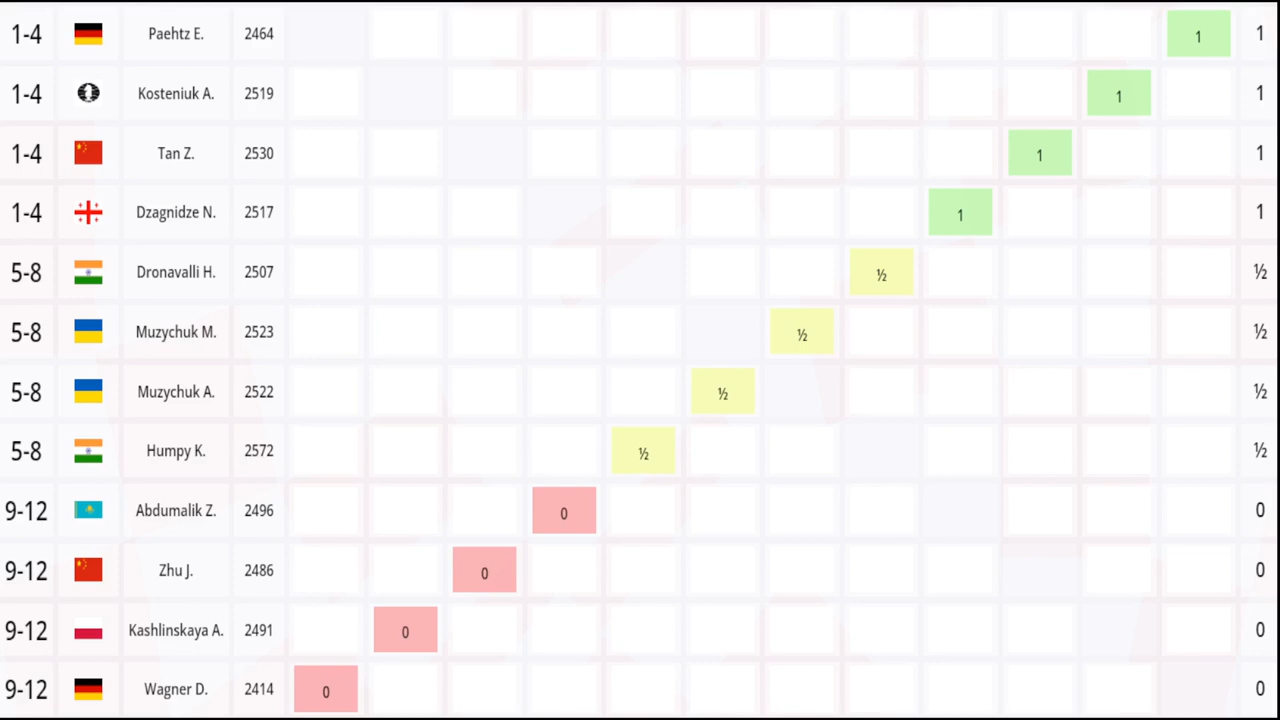 1-4 Paehtz E. 2464 1 1
1-4 Kosteniuk A. 2519 1 1
1-4 Tan Z. 2530 1 1
1-4 Dzagnidze N. 2517 1 1
5-8 Dronavalli H. 2507 ½ ½
5-8 Muzychuk M. 2523 ½ ½
5-8 Muzychuk A. 2522 ½ ½
5-8 Humpy K. 2572 ½ ½
9-12 Abdumalik Z. 2496 0 0
9-12 Zhu J. 2486 0 0
9-12 Kashlinskaya A. 2491 0 0
9-12 Wagner D. 2414 0 0